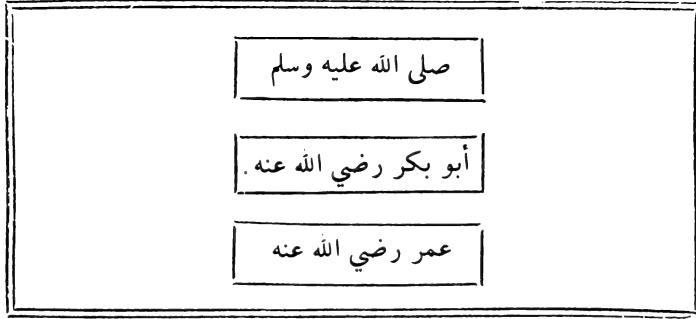 صلى الله عليه وسلم
أبو بكر رضي الله عنه.
عمر رضي الله عنه